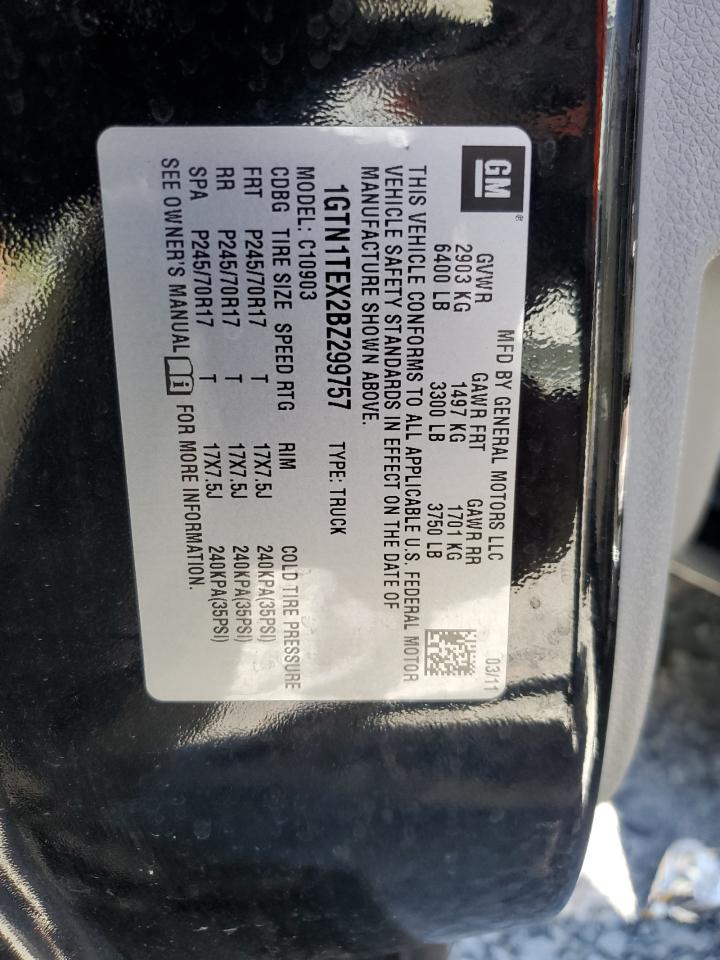 GM®
MFD BY GENERAL MOTORS LLC 03/11
GVWR GAWR FRT GAWR RR
2903 KG 1497 KG 1701 KG
6400 LB 3300 LB 3750 LB
THIS VEHICLE CONFORMS TO ALL APPLICABLE U.S. FEDERAL MOTOR
VEHICLE SAFETY STANDARDS IN EFFECT ON THE DATE OF
MANUFACTURE SHOWN ABOVE.
1GTN1TEX2BZ299757 TYPE: TRUCK
MODEL: C10903
CDBG TIRE SIZE SPEED RTG RIM COLD TIRE PRESSURE
FRT P245/70R17 T 17X7.5J 240KPA(35PSI)
RR P245/70R17 T 17X7.5J 240KPA(35PSI)
SPA P245/70R17 T 17X7.5J 240KPA(35PSI)
SEE OWNER'S MANUAL i FOR MORE INFORMATION.